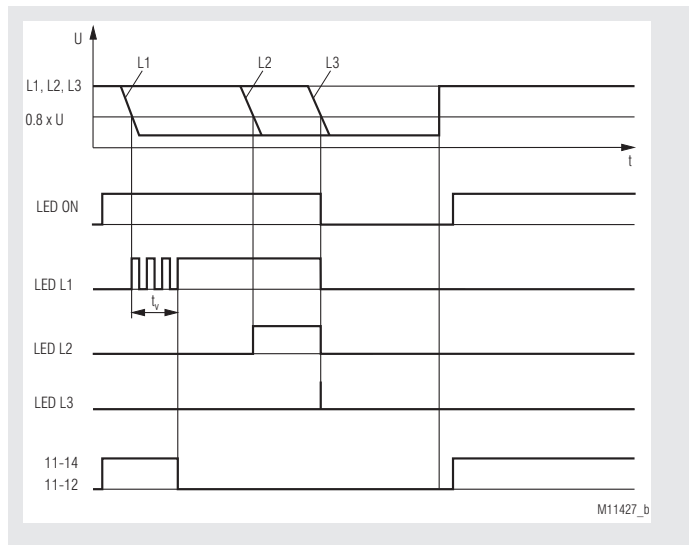 U
L1 L2 L3
L1, L2, L3
0.8 x U
t
LED ON
LED L1
tv
LED L2
LED L3
11-14
11-12
M11427_b